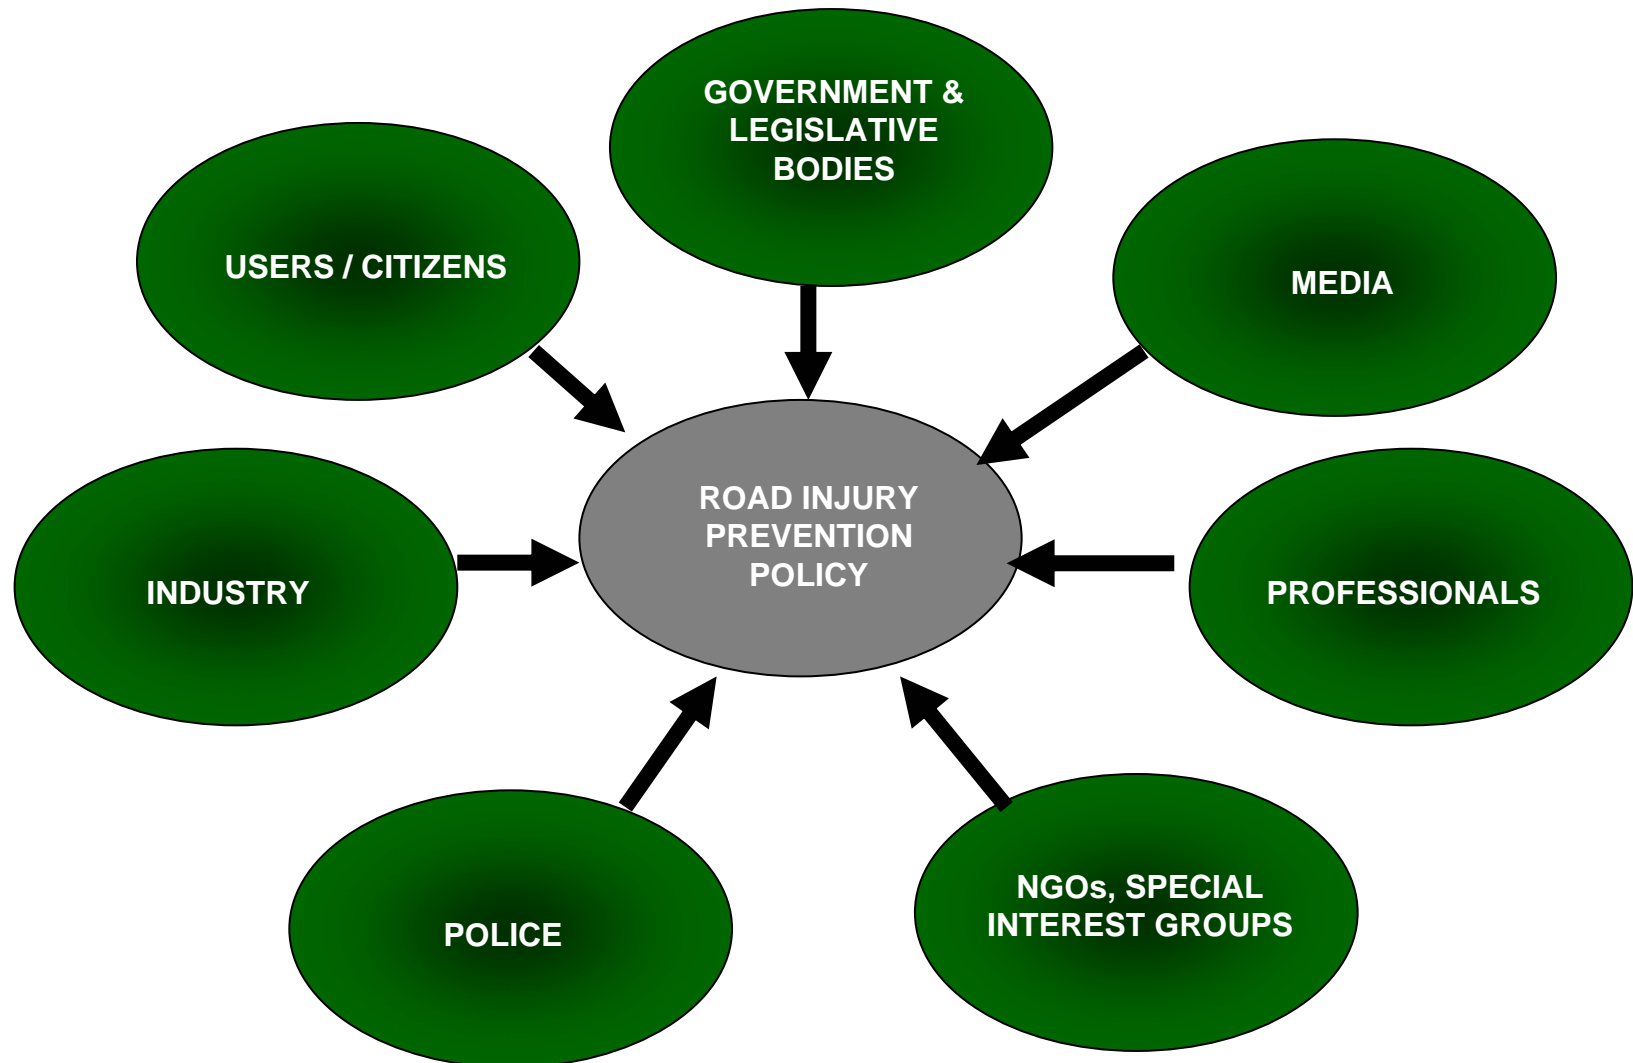 GOVERNMENT &
LEGISLATIVE
BODIES
USERS / CITIZENS
MEDIA
ROAD INJURY
PREVENTION
POLICY
INDUSTRY
PROFESSIONALS
NGOs, SPECIAL
INTEREST GROUPS
POLICE